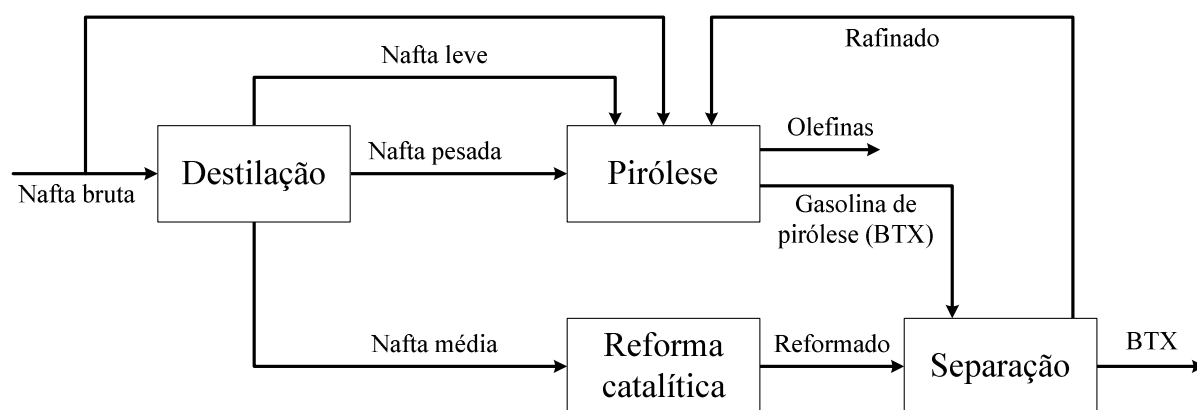 Rafinado
Nafta leve
Olefinas
Nafta pesada
Destilação
Pirólese
Nafta bruta
Gasolina de
pirólese (BTX)
Nafta média
Reforma
catalítica
Reformado
Separação
BTX